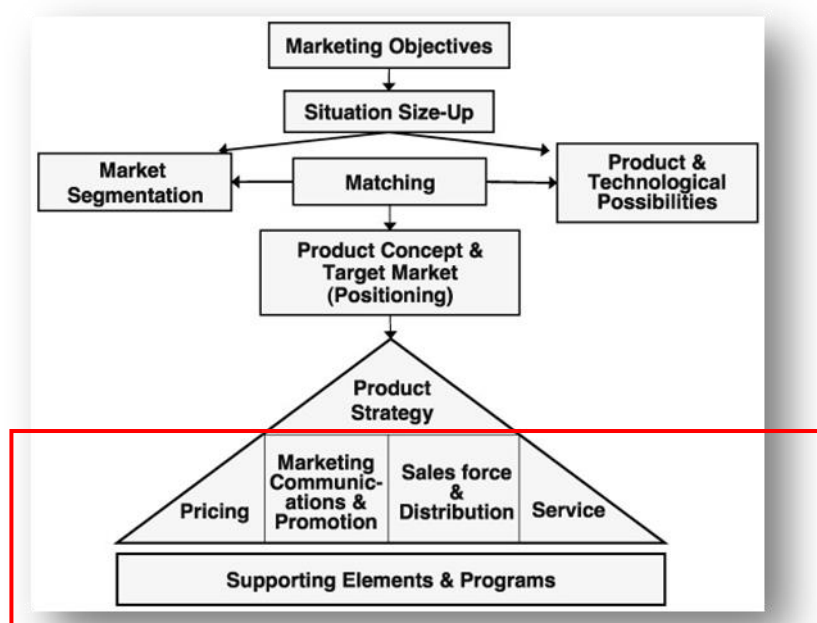 Marketing Objectives
Situation Size-Up
Market
Segmentation
Matching
Product &
Technological
Possibilities
Product Concept &
Target Market
(Positioning)
Product
Strategy
Pricing
Marketing
Communic-
ations &
Promotion
Sales force
&
Distribution
Service
Supporting Elements & Programs